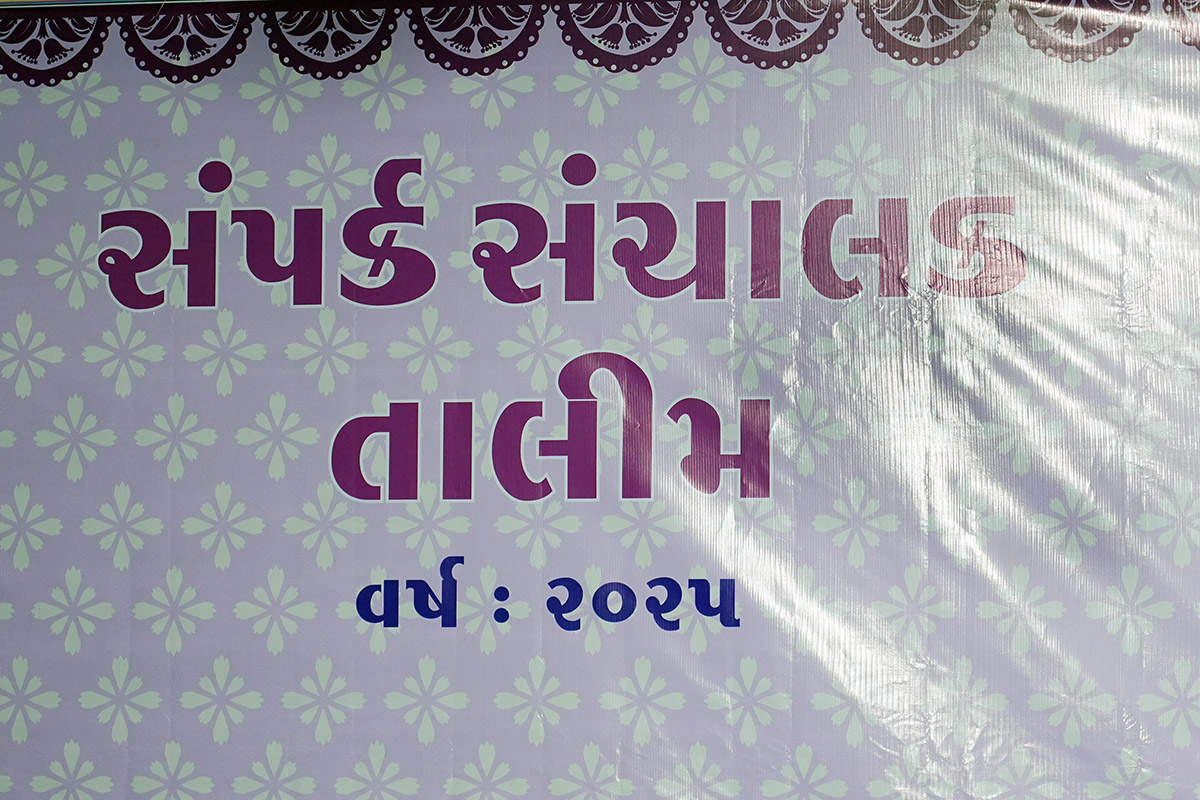 સંપર્ક સંચાલક
તાલીમ
વર્ષ : ૨૦૨૫